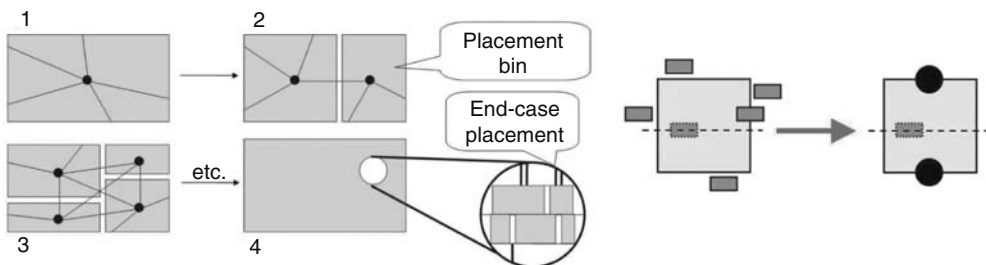 1
2
Placement
bin
End-case
placement
etc.
3
4